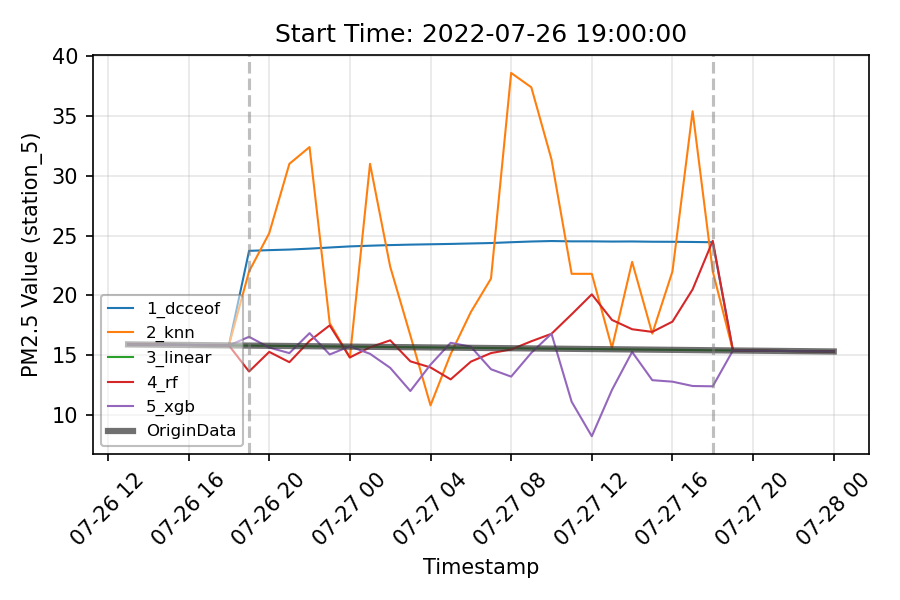 Start Time: 2022-07-26 19:00:00
PM2.5 Value (station_5)
40
35
30
25
20
15
10
1_dcceof
2_knn
3_linear
4_rf
5_xgb
OriginData
07-26 12
07-26 16
07-26 20
07-27 00
07-27 04
07-27 08
07-27 12
07-27 16
07-27 20
07-28 00
Timestamp